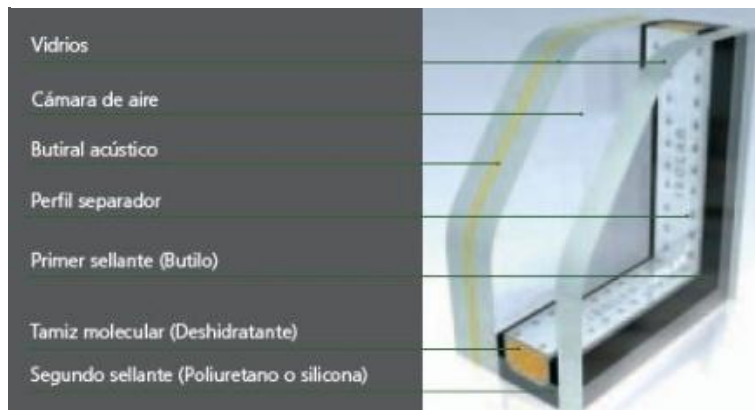 Vidrios
Cámara de aire
Butiral acústico
Perfil separador
Primer sellante (Butilo)
Tamiz molecular (Deshidratante)
Segundo sellante (Poliuretano o silicona)